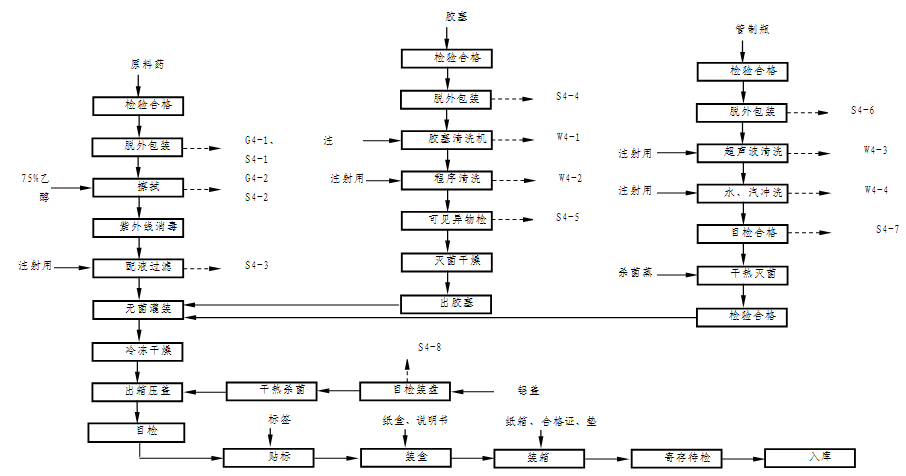 胶塞
管制瓶
原料药
检验合格
检验合格
检验合格
脱外包装
S4-4
脱外包装
S4-6
脱外包装
G4-1、
S4-1
注
胶塞清洗机
W4-1
注射用
超声波清洗
W4-3
75%乙
醇
擦拭
G4-2
S4-2
注射用
程序清洗
W4-2
注射用
水、汽冲洗
W4-4
紫外线消毒
可见异物检
S4-5
目检合格
S4-7
注射用
配液过滤
S4-3
灭菌干燥
杀菌蒸
干热灭菌
无菌灌装
出胶塞
检验合格
冷冻干燥
S4-8
出箱压盖
干热杀菌
目检装盘
铝盖
目检
标签
纸盒、说明书
纸箱、合格证、垫
贴标
装盒
装箱
寄存待检
入库